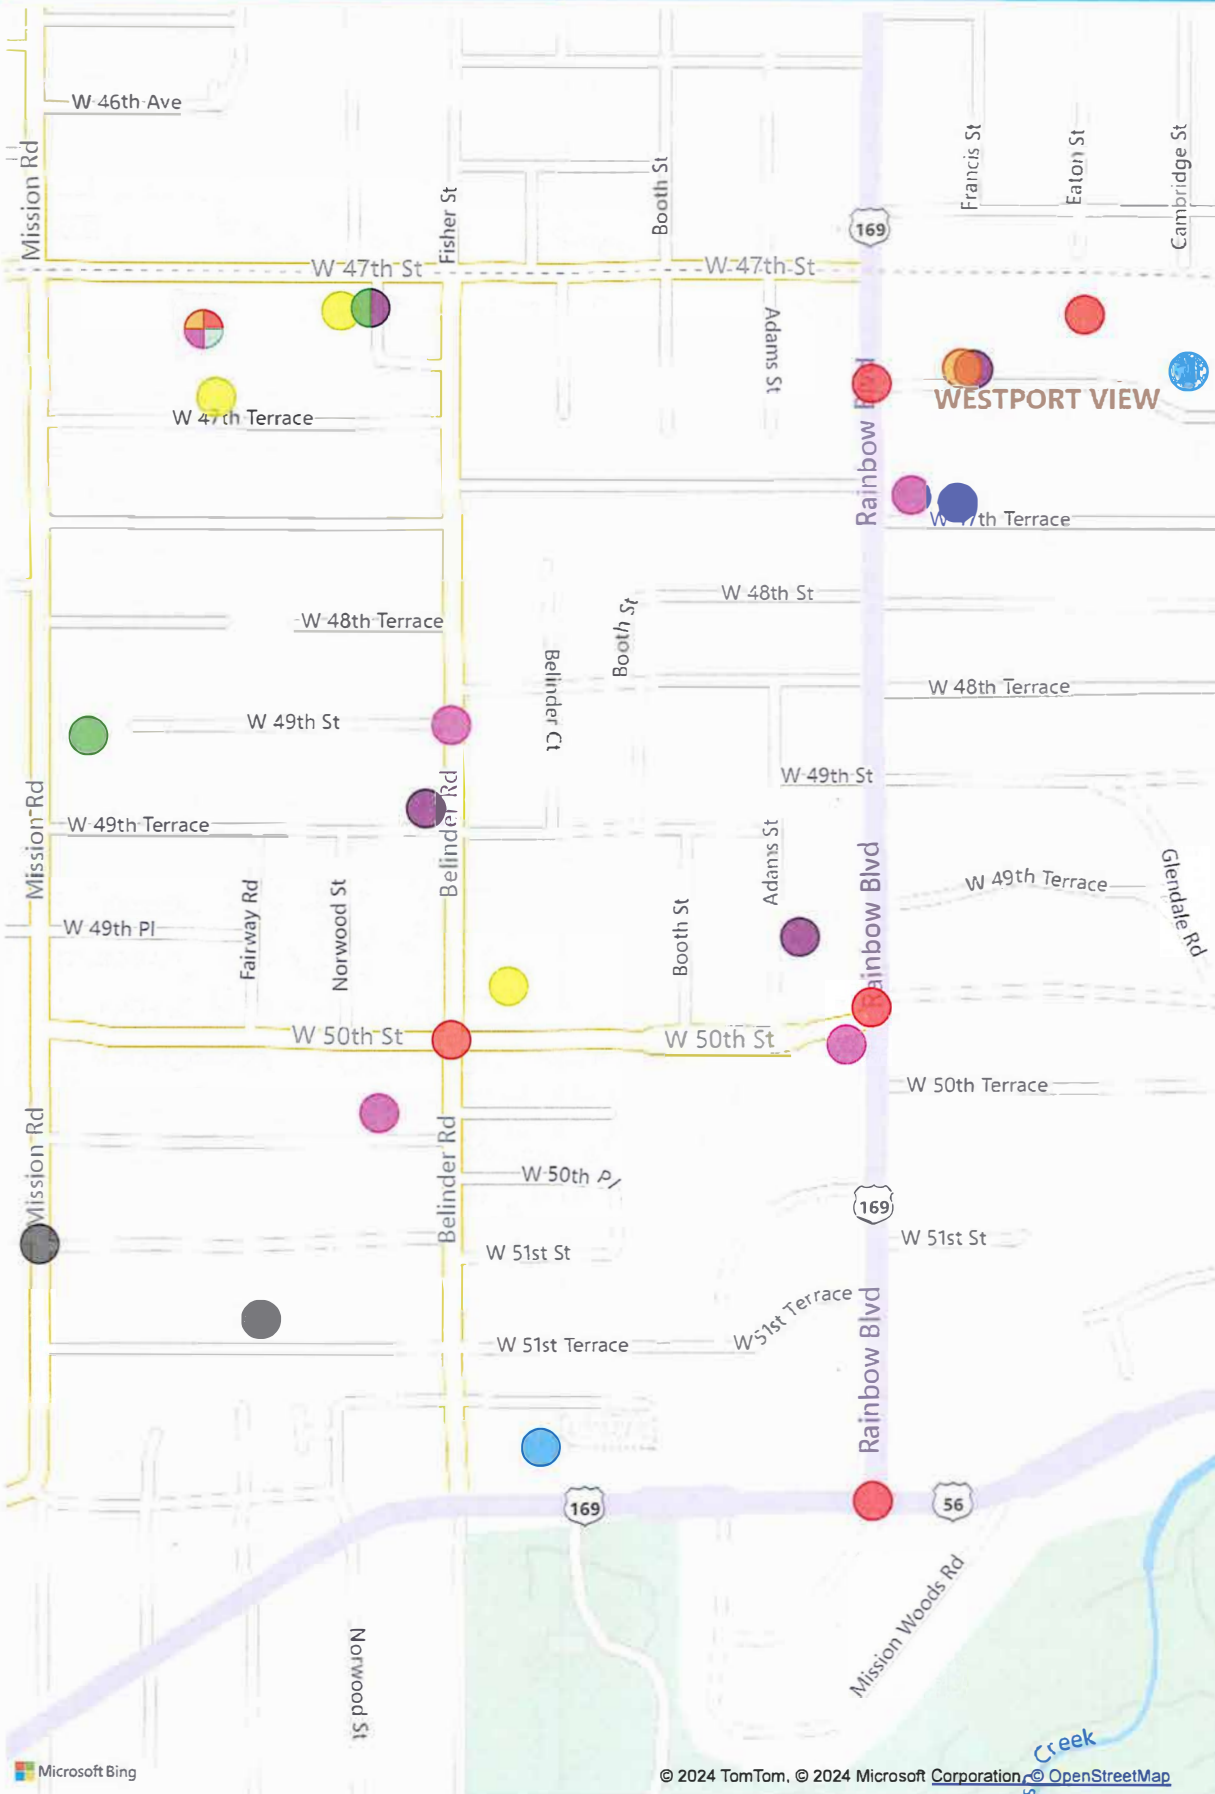 W 46th Ave
Mission Rd
Fisher St
Booth St
Francis St
Eaton St
Cambridge St
169
W 47th St
W 47th St
Adams St
Rainbow Blvd
WESTPORT VIEW
W 47th Terrace
W 47th Terrace
W 48th St
W 48th Terrace
Booth St
Belinder Ct
W 48th Terrace
W 49th St
W 49th St
Mission Rd
Belinder Rd
W 49th Terrace
Adams St
Rainbow Blvd
W 49th Terrace
Glendale Rd
W 49th Pl
Fairway Rd
Norwood St
Booth St
W 50th St
W 50th St
W 50th Terrace
Mission Rd
Belinder Rd
W 50th Pl
169
W 51st St
W 51st St
W 51st Terrace
W 51st Terrace
Rainbow Blvd
169
56
Mission Woods Rd
Norwood St
Creek
Microsoft Bing
© 2024 TomTom, © 2024 Microsoft Corporation, © OpenStreetMap